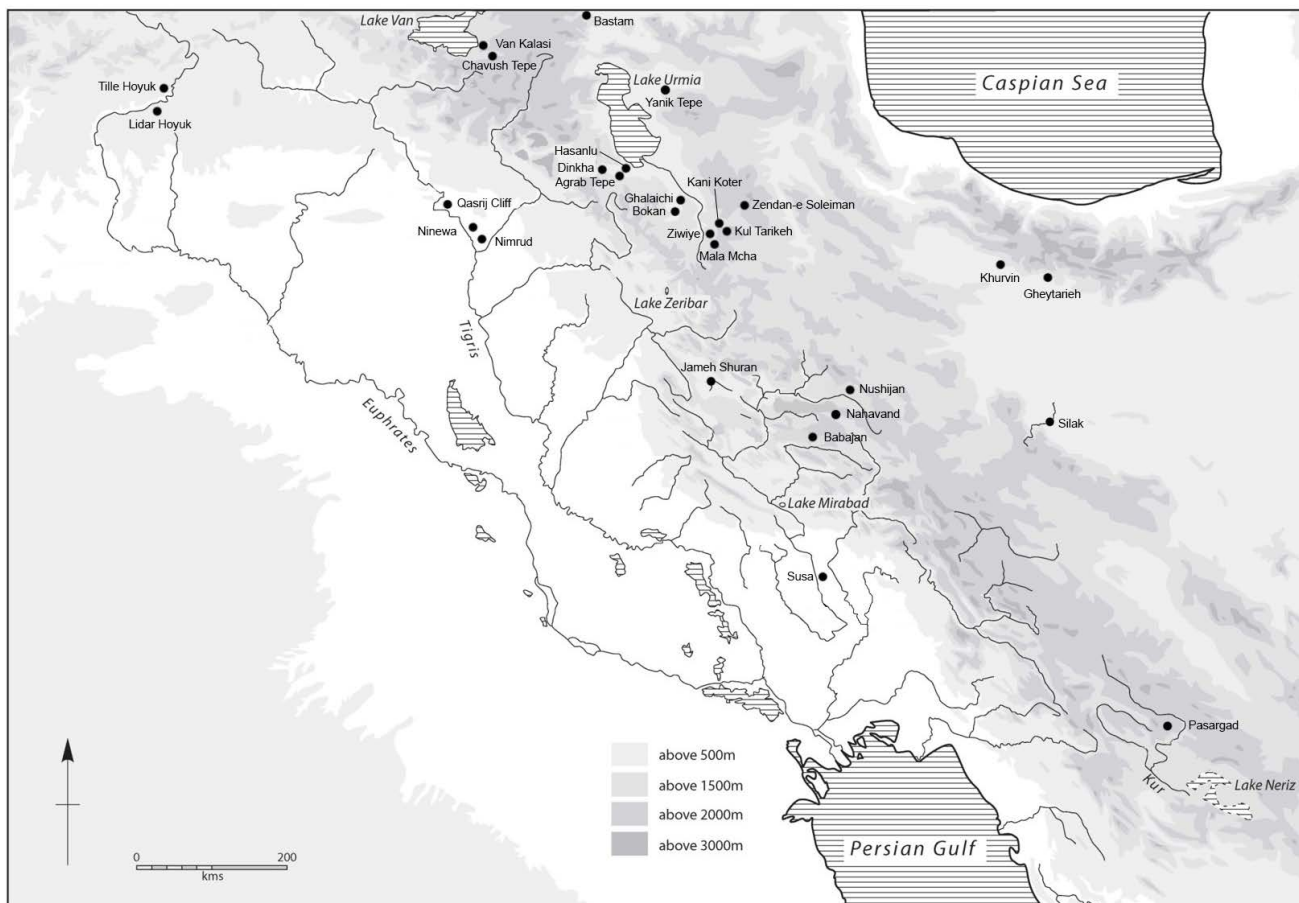 Lake Van
Bastam
Van Kalasi
Chavush Tepe
Tille Hoyuk
Lidar Hoyuk
Lake Urmia
Yanik Tepe
Caspian Sea
Hasanlu
Dinkha
Agrab Tepe
Kani Koter
Ghalaichi
Bokan
Zendan-e Soleiman
Qasrij Cliff
Ninewa
Nimrud
Ziwiye
Kul Tarikeh
Mala Mcha
Khurvin
Gheytarieh
Lake Zeribar
Tigris
Jameh Shuran
Nushijan
Euphrates
Nahavand
Silak
Babajan
Lake Mirabad
Susa
Pasargad
above 500m
above 1500m
above 2000m
above 3000m
Kur
Lake Neriz
Persian Gulf
0 200
kms